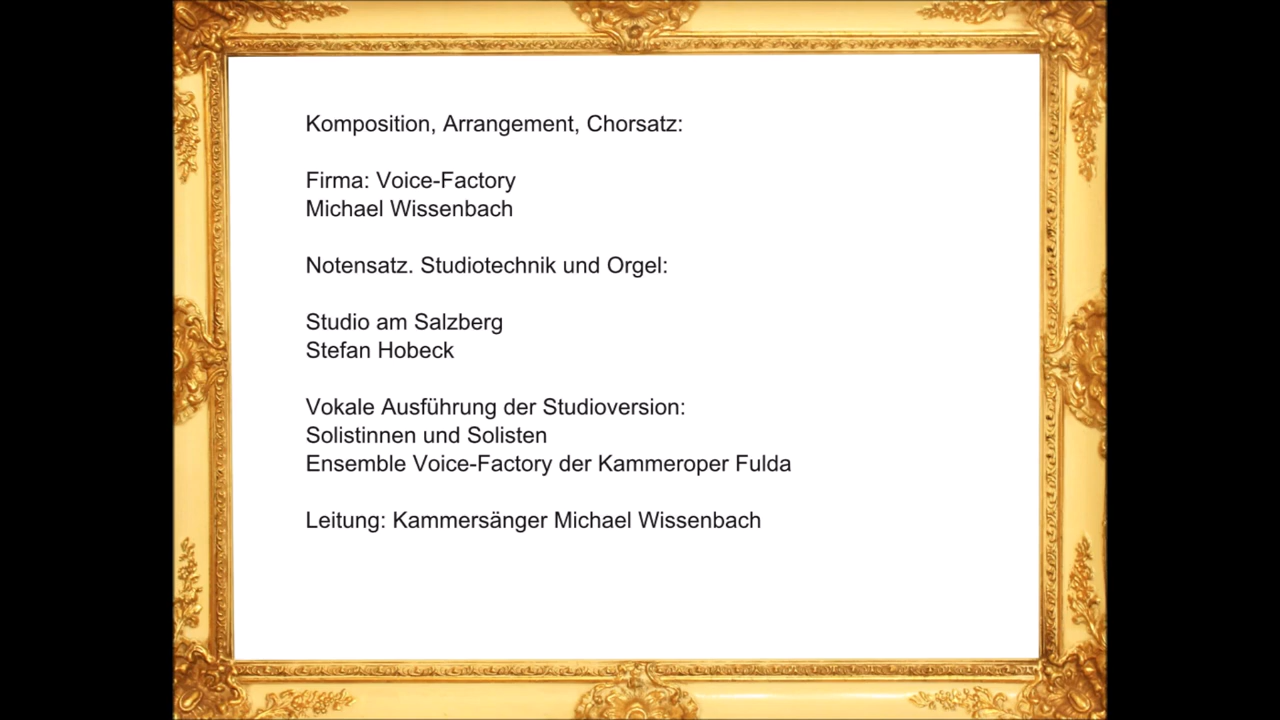 Komposition, Arrangement, Chorsatz:
Firma: Voice-Factory
Michael Wissenbach
Notensatz. Studiotechnik und Orgel:
Studio am Salzberg
Stefan Hobeck
Vokale Ausführung der Studioversion:
Solistinnen und Solisten
Ensemble Voice-Factory der Kammeroper Fulda
Leitung: Kammersänger Michael Wissenbach